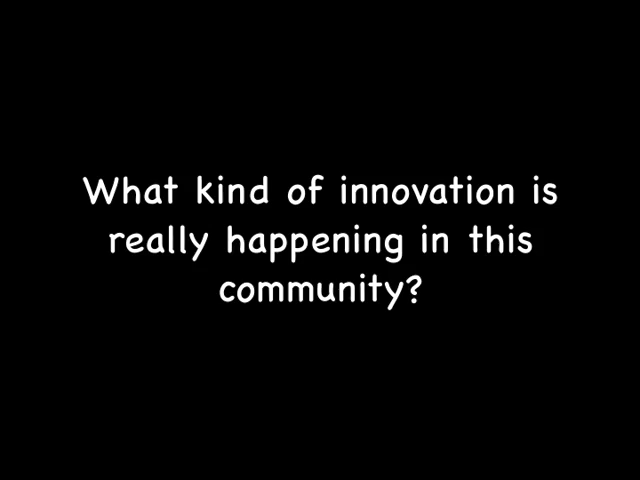 What kind of innovation is
really happening in this
community?